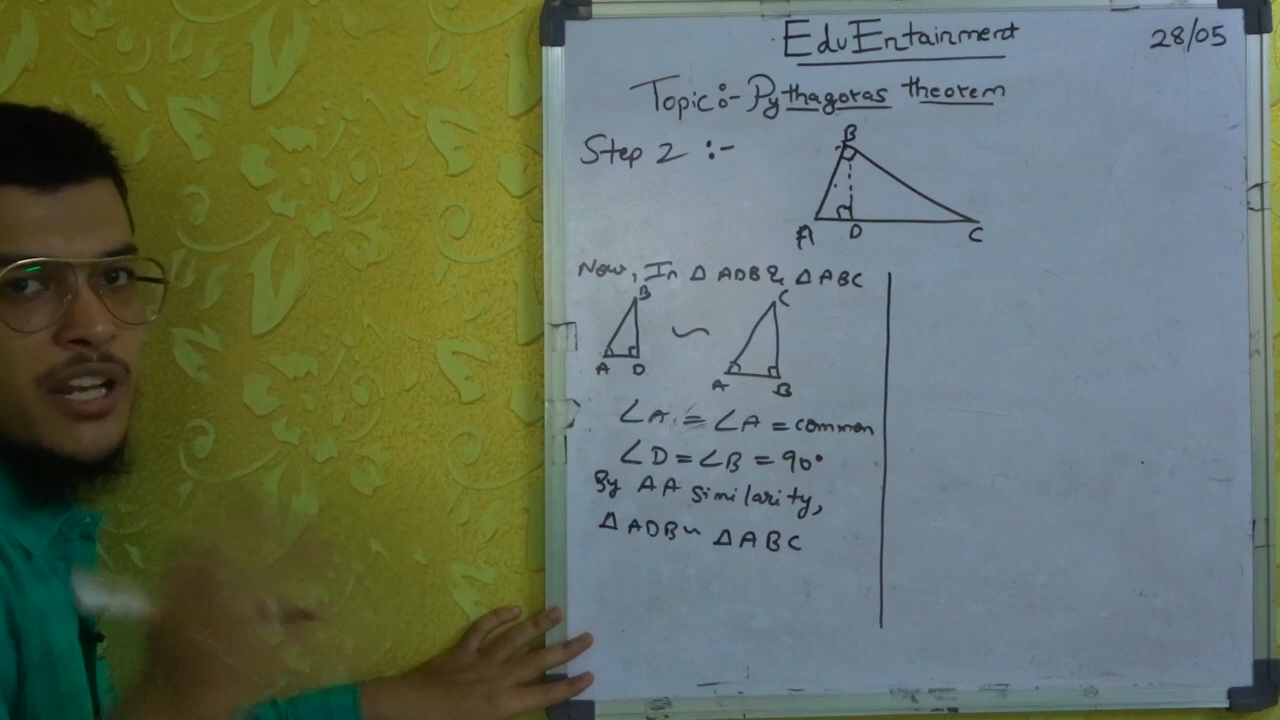 EduEntainment
28/05
Topic:- Pythagoras theorem
Step 2 :-
B
A D C
Now, In Δ ADB & Δ ABC
B C
~
A D A B
∠A = ∠A = common
∠D = ∠B = 90°
By AA Similarity,
Δ ADB ~ Δ ABC